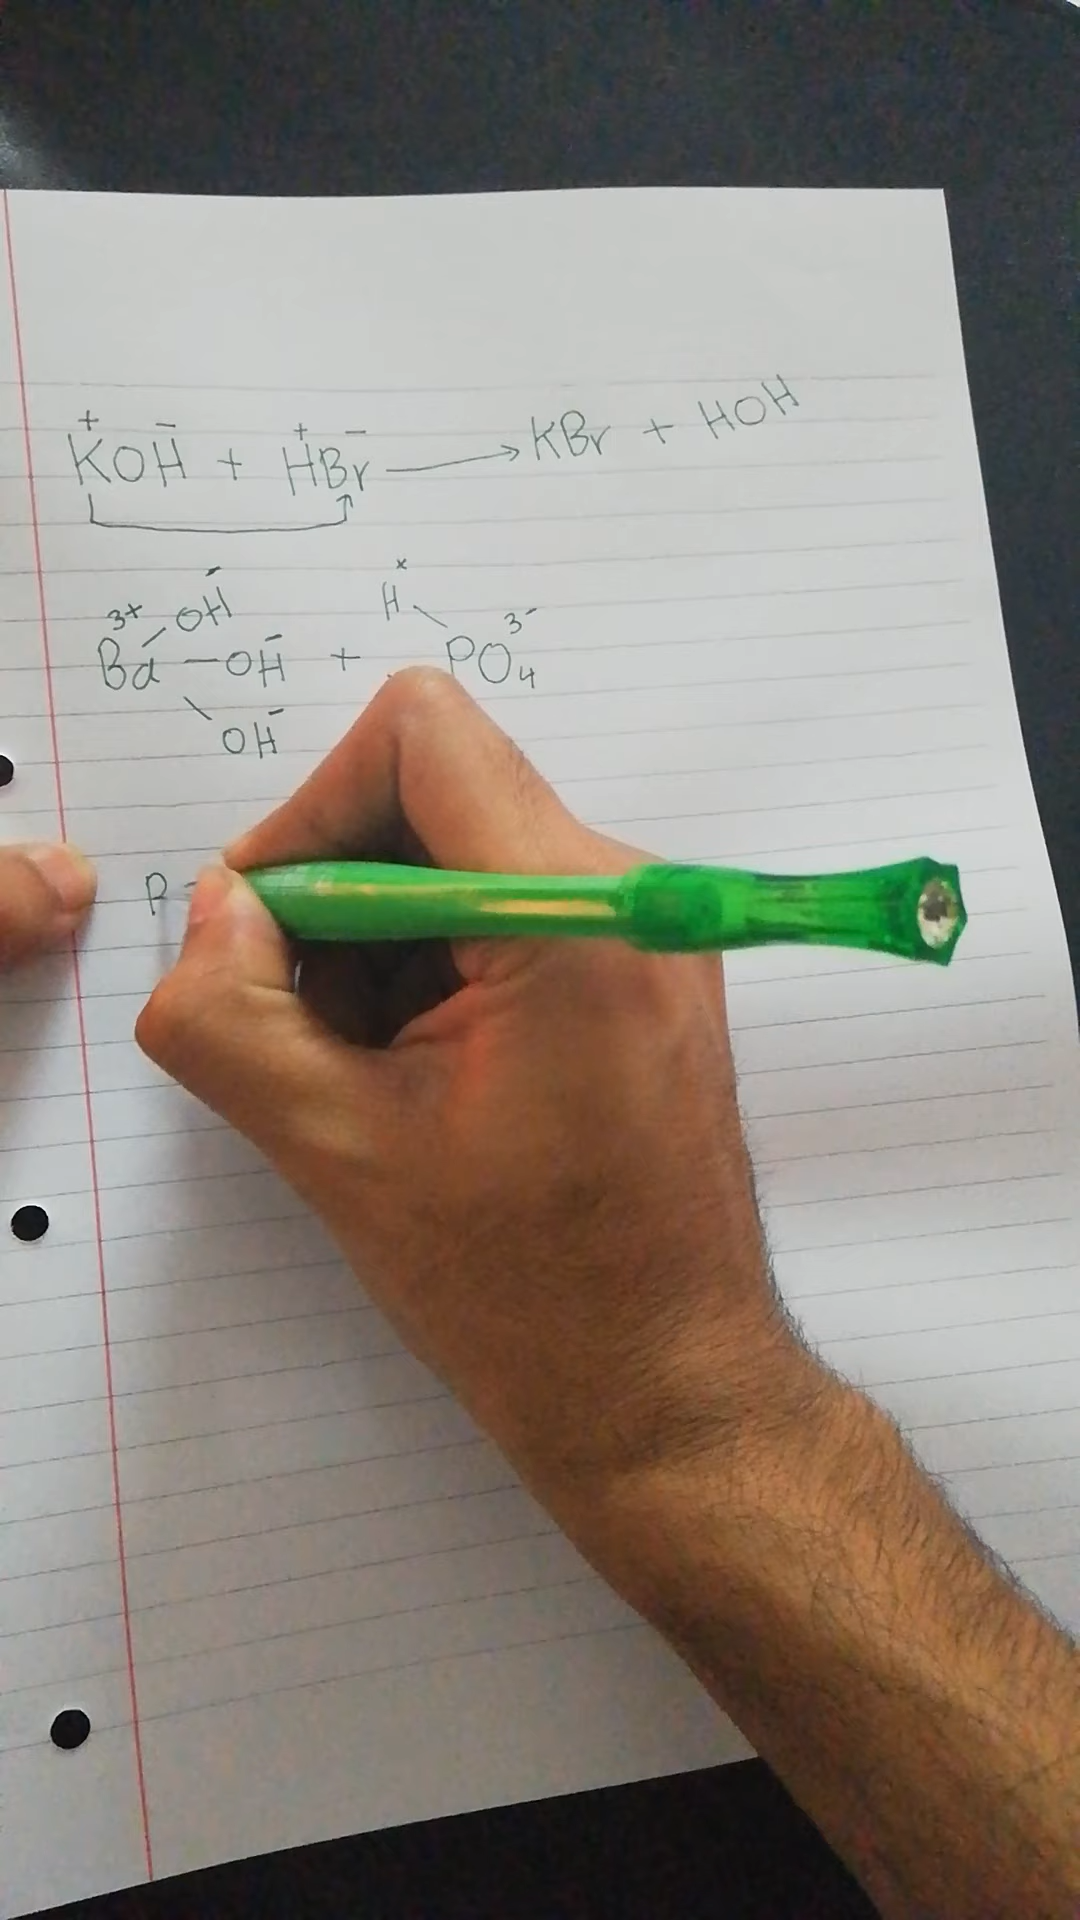 + - + -
KOH + HBr → KBr + HOH
- +
3+ OH H 3-
Ba - OH - + PO4
OH -
P